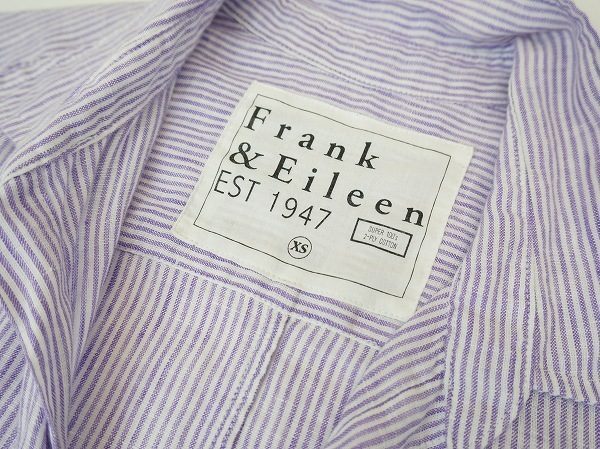 Frank
& Eileen
EST 1947
SUPER 100's
2-PLY COTTON
XS